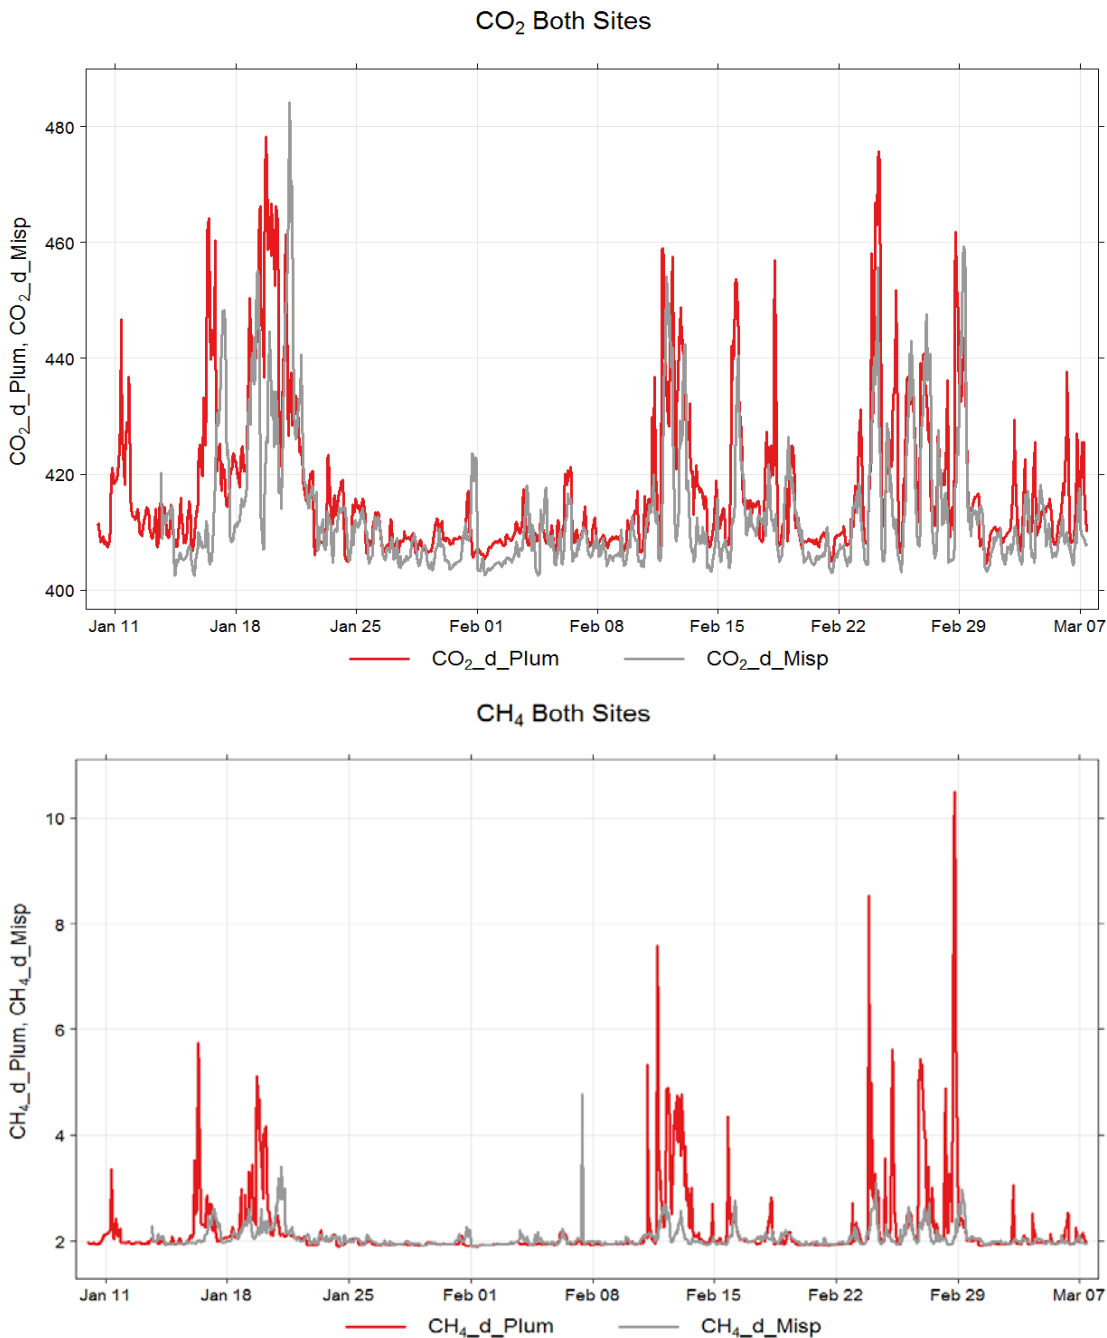 CO₂ Both Sites
CO₂_d_Plum, CO₂_d_Misp
480
460
440
420
400
Jan 11 Jan 18 Jan 25 Feb 01 Feb 08 Feb 15 Feb 22 Feb 29 Mar 07
CO₂_d_Plum CO₂_d_Misp
CH₄ Both Sites
CH₄_d_Plum, CH₄_d_Misp
10
8
6
4
2
Jan 11 Jan 18 Jan 25 Feb 01 Feb 08 Feb 15 Feb 22 Feb 29 Mar 07
CH₄_d_Plum CH₄_d_Misp